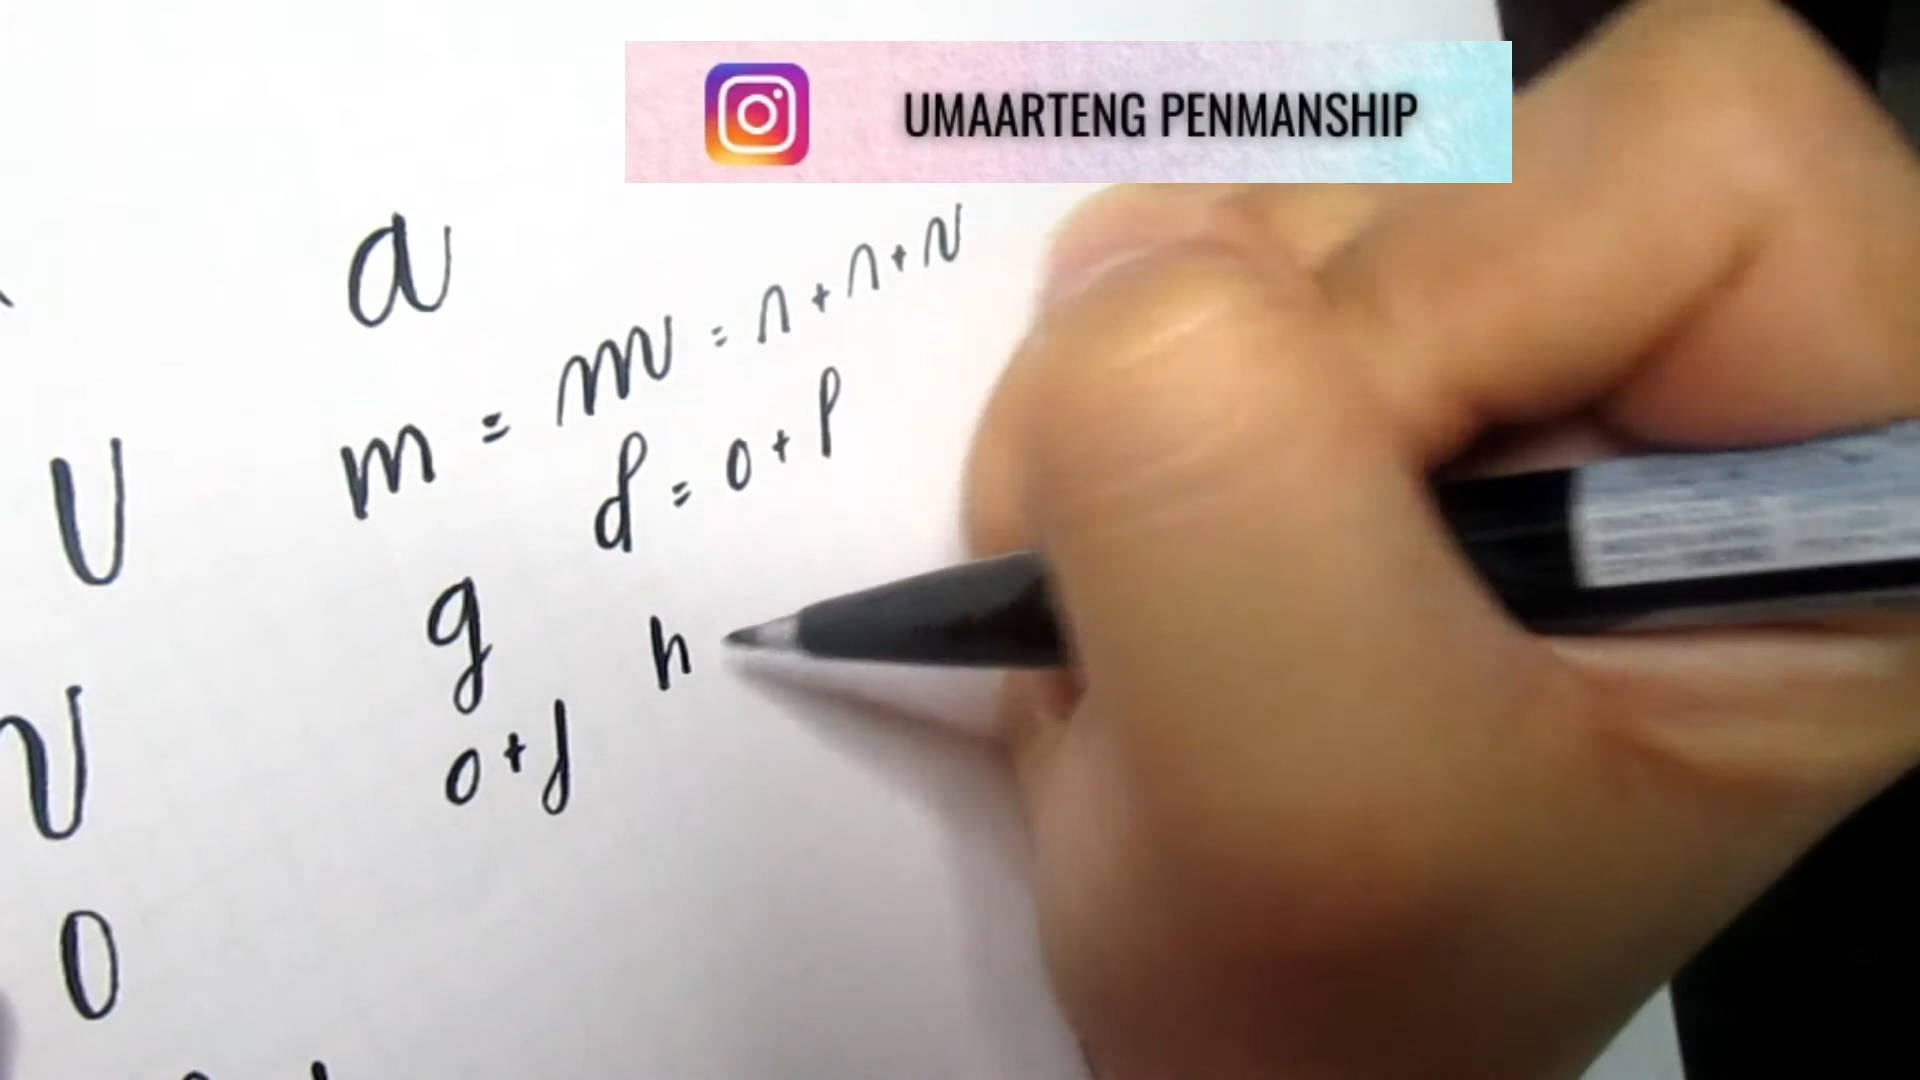 UMAARTENG PENMANSHIP
a
m = m = n + n + n
d = o + l
U
g
h
o + j
O